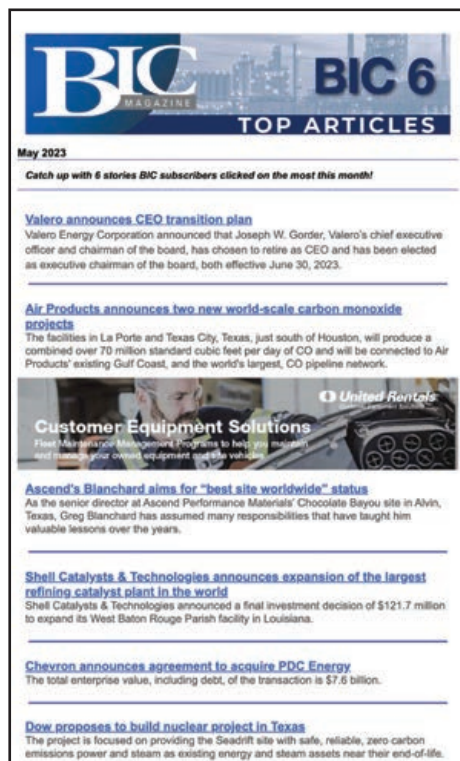 BIC
MAGAZINE
BIC 6
TOP ARTICLES
May 2023
Catch up with 6 stories BIC subscribers clicked on the most this month!
Valero announces CEO transition plan
Valero Energy Corporation announced that Joseph W. Gorder, Valero's chief executive
officer and chairman of the board, has chosen to retire as CEO and has been elected
as executive chairman of the board, both effective June 30, 2023.
Air Products announces two new world-scale carbon monoxide
projects
The facilities in La Porte and Texas City, Texas, just south of Houston, will produce a
combined over 70 million standard cubic feet per day of CO and will be connected to Air
Products' existing Gulf Coast, and the world's largest, CO pipeline network.
United Rentals
Customer Equipment Solutions
Customer Equipment Solutions
Fleet Maintenance Management Programs to help you maintain
and manage your owned equipment and site vehicles
Ascend's Blanchard aims for "best site worldwide" status
As the senior director at Ascend Performance Materials' Chocolate Bayou site in Alvin,
Texas, Greg Blanchard has assumed many responsibilities that have taught him
valuable lessons over the years.
Shell Catalysts & Technologies announces expansion of the largest
refining catalyst plant in the world
Shell Catalysts & Technologies announced a final investment decision of $121.7 million
to expand its West Baton Rouge Parish facility in Louisiana.
Chevron announces agreement to acquire PDC Energy
The total enterprise value, including debt, of the transaction is $7.6 billion.
Dow proposes to build nuclear project in Texas
The project is focused on providing the Seadrift site with safe, reliable, zero carbon
emissions power and steam as existing energy and steam assets near their end-of-life.